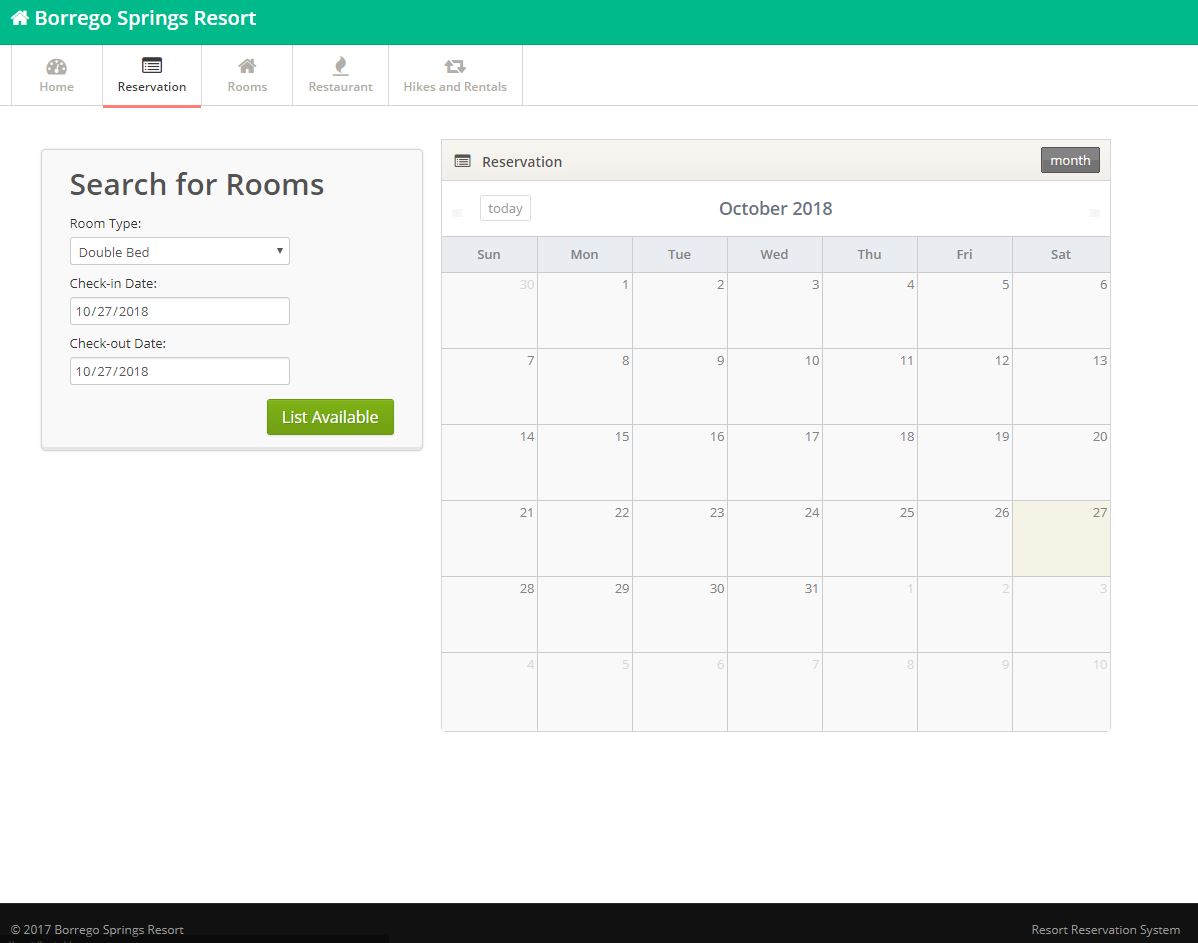 Borrego Springs Resort
Home Reservation Rooms Restaurant Hikes and Rentals
Search for Rooms
Room Type:
Double Bed
Check-in Date:
10/27/2018
Check-out Date:
10/27/2018
List Available
Reservation month
today October 2018
Sun Mon Tue Wed Thu Fri Sat
30 1 2 3 4 5 6
7 8 9 10 11 12 13
14 15 16 17 18 19 20
21 22 23 24 25 26 27
28 29 30 31 1 2 3
4 5 6 7 8 9 10
© 2017 Borrego Springs Resort Resort Reservation System